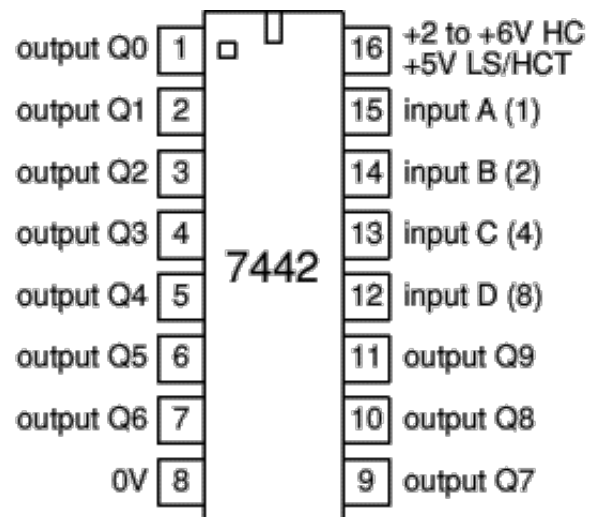 output Q0 1
output Q1 2
output Q2 3
output Q3 4
output Q4 5
output Q5 6
output Q6 7
0V 8
7442
16 +2 to +6V HC
+5V LS/HCT
15 input A (1)
14 input B (2)
13 input C (4)
12 input D (8)
11 output Q9
10 output Q8
9 output Q7